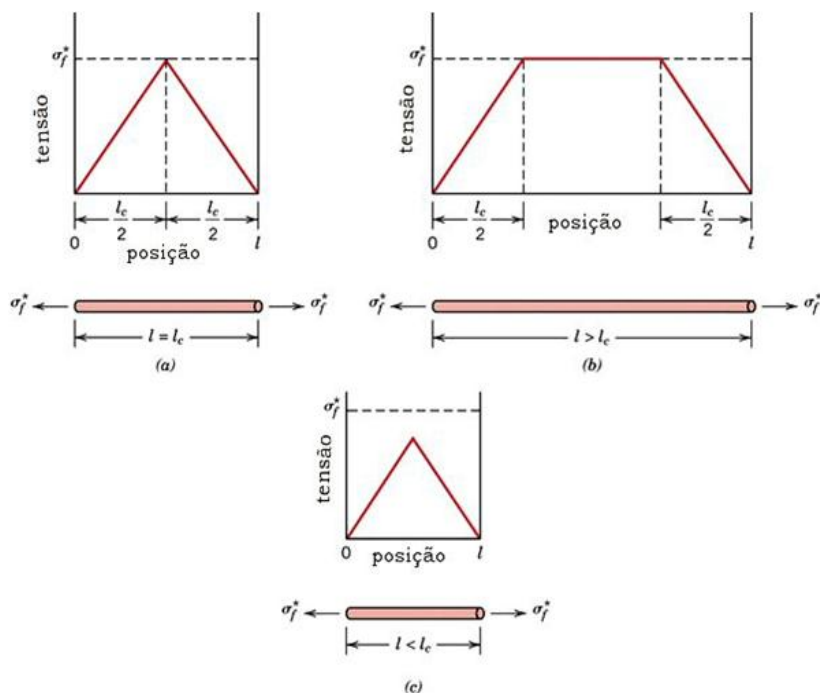 σ*f
tensão
0
lc/2
lc/2
l
posição
σ*f
σ*f
l = lc
(a)
σ*f
tensão
lc/2
posição
lc/2
0
l
σ*f
σ*f
l > lc
(b)
σ*f
tensão
0
posição
l
σ*f
σ*f
l < lc
(c)